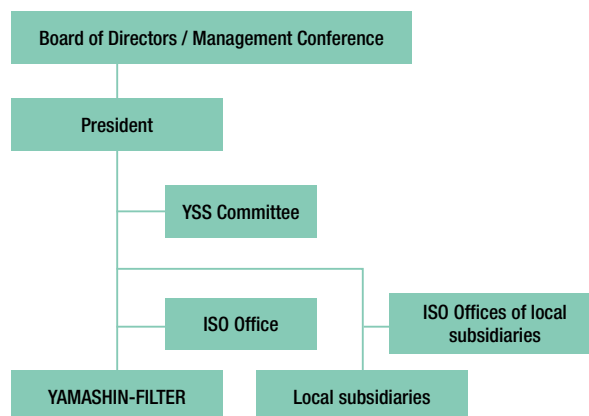 Board of Directors / Management Conference
President
YSS Committee
ISO Office
ISO Offices of local
subsidiaries
YAMASHIN-FILTER
Local subsidiaries